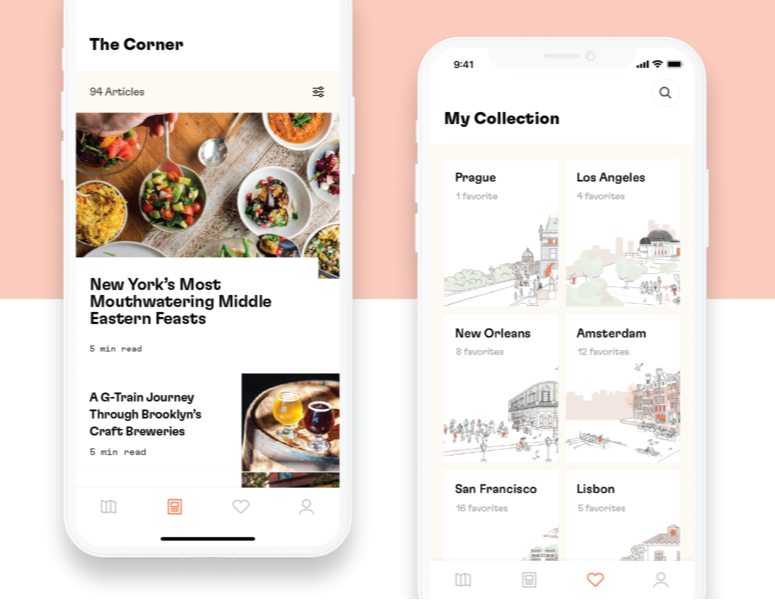 The Corner
94 Articles
New York's Most
Mouthwatering Middle
Eastern Feasts
5 min read
A G-Train Journey
Through Brooklyn's
Craft Breweries
5 min read
9:41
My Collection
Prague
1 favorite
Los Angeles
4 favorites
New Orleans
8 favorites
Amsterdam
12 favorites
San Francisco
16 favorites
Lisbon
5 favorites